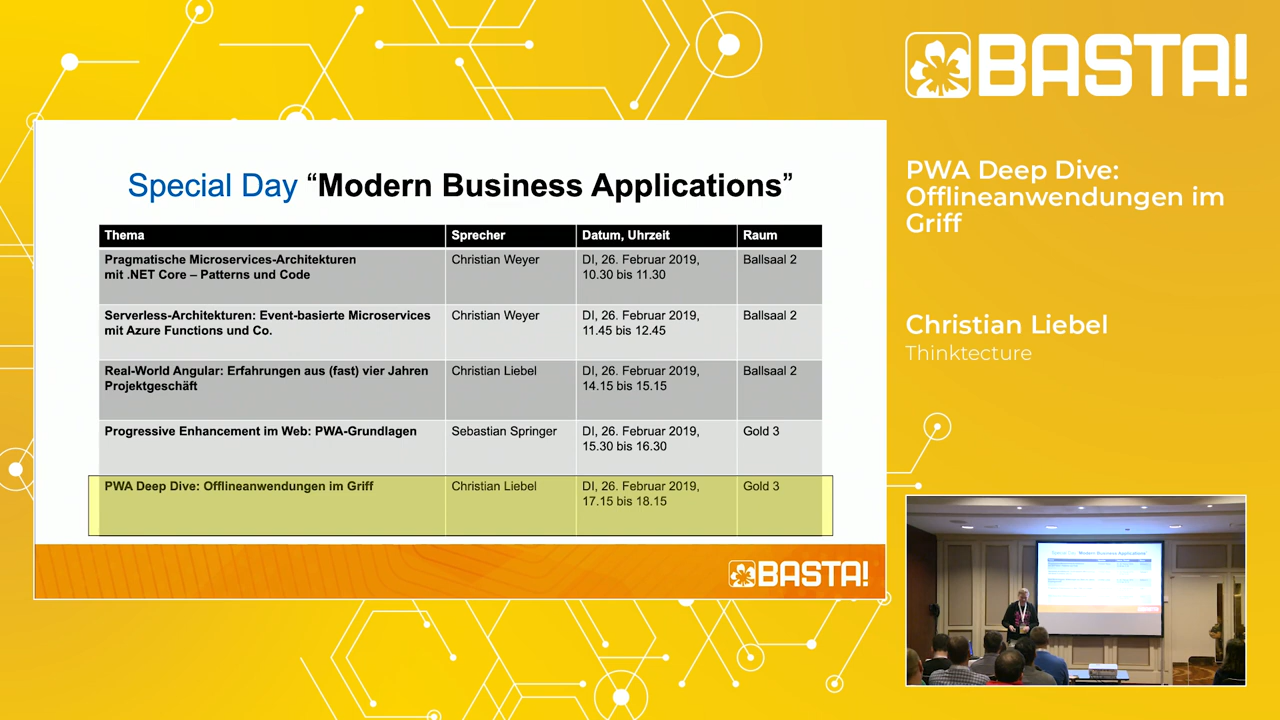 BASTA!
PWA Deep Dive:
Offlineanwendungen im
Griff
Christian Liebel
Thinktecture
Special Day “Modern Business Applications”
Thema Sprecher Datum, Uhrzeit Raum
Pragmatische Microservices-Architekturen Christian Weyer DI, 26. Februar 2019, Ballsaal 2
mit .NET Core – Patterns und Code 10.30 bis 11.30
Serverless-Architekturen: Event-basierte Microservices Christian Weyer DI, 26. Februar 2019, Ballsaal 2
mit Azure Functions und Co. 11.45 bis 12.45
Real-World Angular: Erfahrungen aus (fast) vier Jahren Christian Liebel DI, 26. Februar 2019, Ballsaal 2
Projektgeschäft 14.15 bis 15.15
Progressive Enhancement im Web: PWA-Grundlagen Sebastian Springer DI, 26. Februar 2019, Gold 3
15.30 bis 16.30
PWA Deep Dive: Offlineanwendungen im Griff Christian Liebel DI, 26. Februar 2019, Gold 3
17.15 bis 18.15
BASTA!
Special Day “Modern Business Applications”